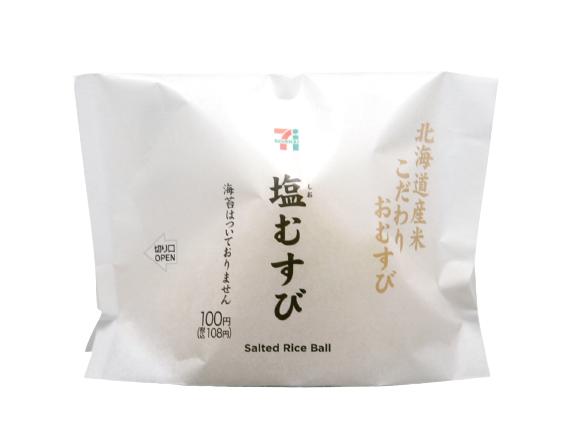 北海道産米
こだわり
おむすび
しお
塩むすび
海苔はついておりません
100円
(税込108円)
切り口
OPEN
Salted Rice Ball